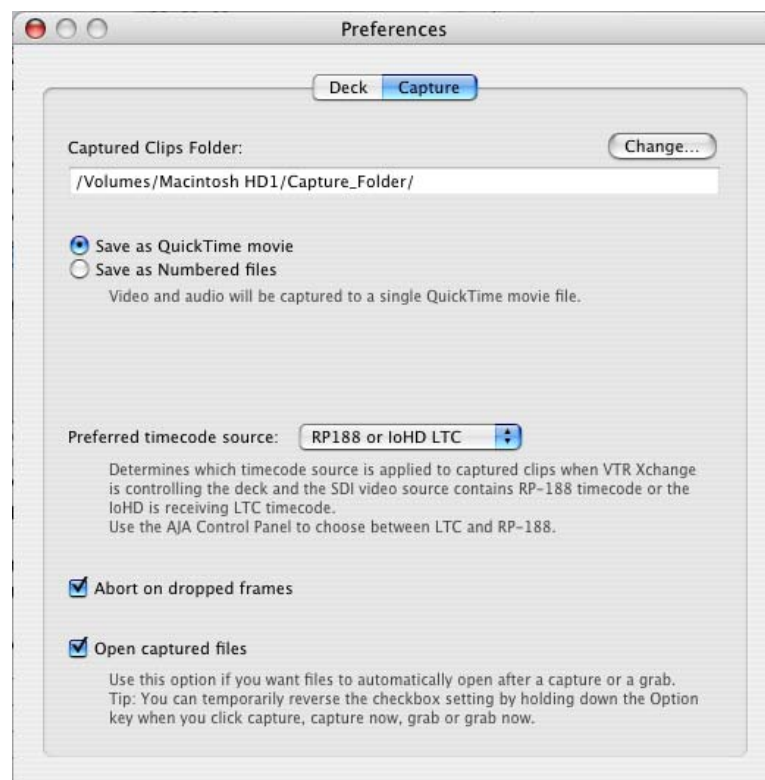 Preferences
Deck Capture
Captured Clips Folder: Change...
/Volumes/Macintosh HD1/Capture_Folder/
Save as QuickTime movie
Save as Numbered files
Video and audio will be captured to a single QuickTime movie file.
Preferred timecode source: RP188 or IoHD LTC
Determines which timecode source is applied to captured clips when VTR Xchange
is controlling the deck and the SDI video source contains RP-188 timecode or the
IoHD is receiving LTC timecode.
Use the AJA Control Panel to choose between LTC and RP-188.
Abort on dropped frames
Open captured files
Use this option if you want files to automatically open after a capture or a grab.
Tip: You can temporarily reverse the checkbox setting by holding down the Option
key when you click capture, capture now, grab or grab now.